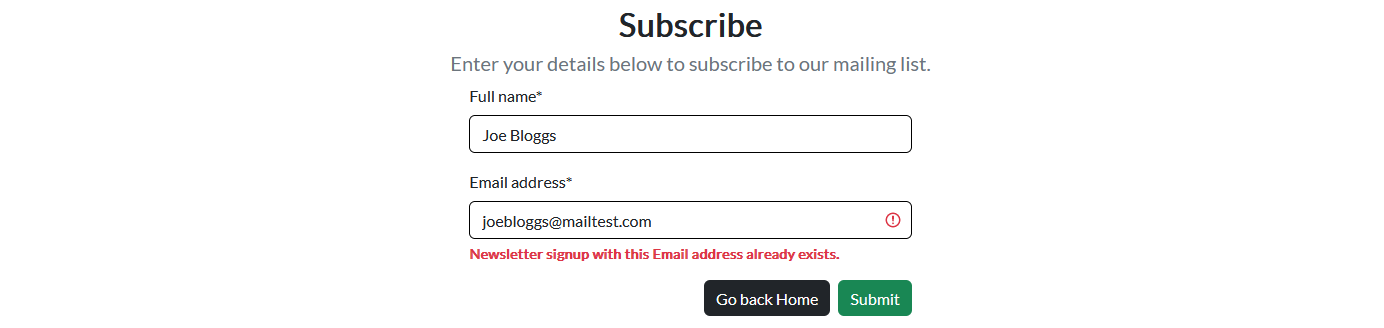 Subscribe
Enter your details below to subscribe to our mailing list.
Full name*
Joe Bloggs
Email address*
joebloggs@mailtest.com
Newsletter signup with this Email address already exists.
Go back Home Submit